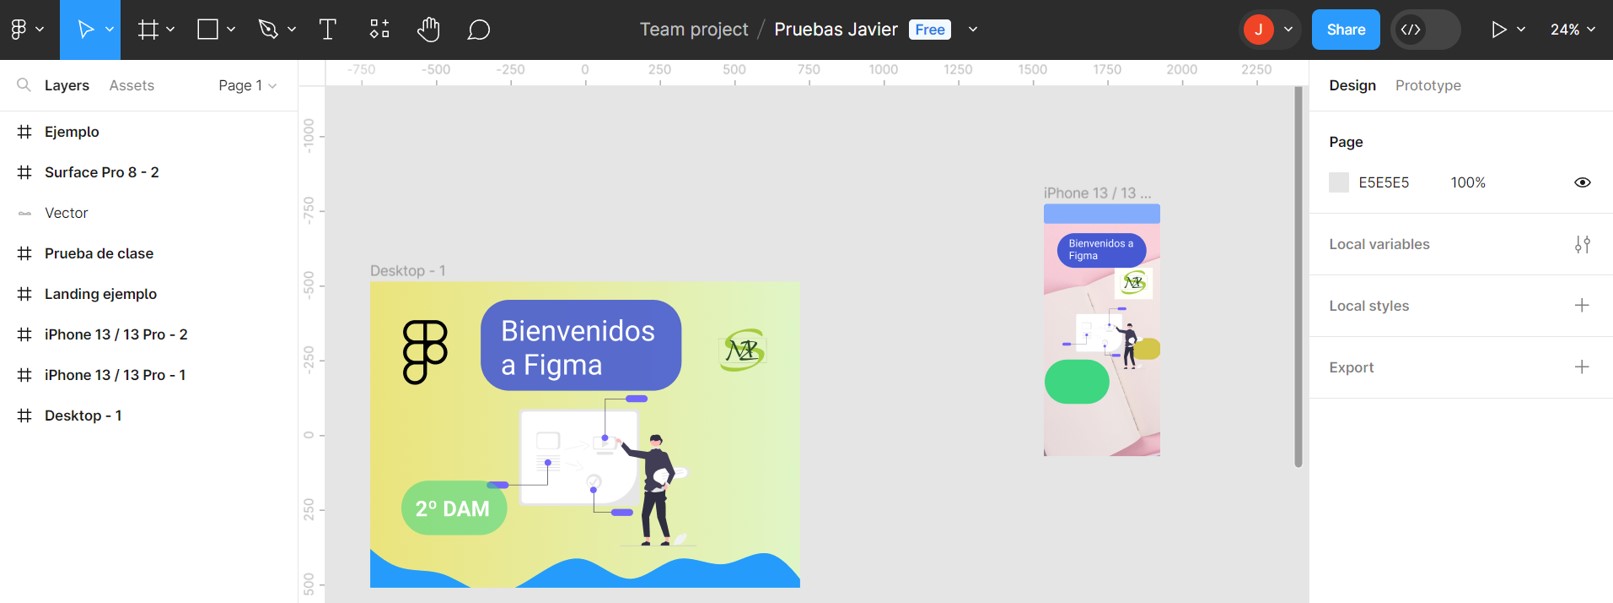 Team project / Pruebas Javier Free
J
Share
24%
Layers Assets Page 1
Ejemplo
Surface Pro 8 - 2
Vector
Prueba de clase
Landing ejemplo
iPhone 13 / 13 Pro - 2
iPhone 13 / 13 Pro - 1
Desktop - 1
-750 -500 -250 0 250 500 750 1000 1250 1500 1750 2000 2250
-1000
-750
-500
-250
0
250
500
Desktop - 1
Bienvenidos
a Figma
2º DAM
iPhone 13 / 13 ...
Bienvenidos a
Figma
Design Prototype
Page
E5E5E5 100%
Local variables
Local styles
Export